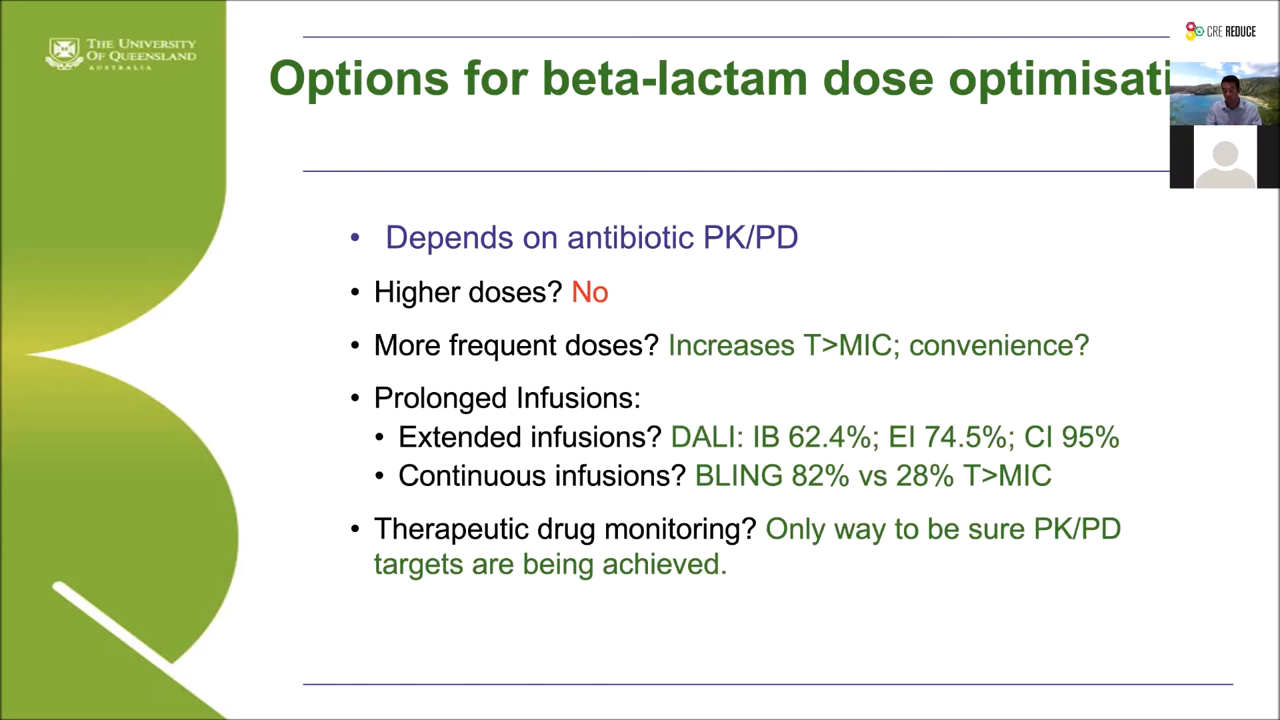 THE UNIVERSITY
OF QUEENSLAND
AUSTRALIA
CRE REDUCE
Options for beta-lactam dose optimisati
• Depends on antibiotic PK/PD
• Higher doses? No
• More frequent doses? Increases T>MIC; convenience?
• Prolonged Infusions:
• Extended infusions? DALI: IB 62.4%; EI 74.5%; CI 95%
• Continuous infusions? BLING 82% vs 28% T>MIC
• Therapeutic drug monitoring? Only way to be sure PK/PD
targets are being achieved.